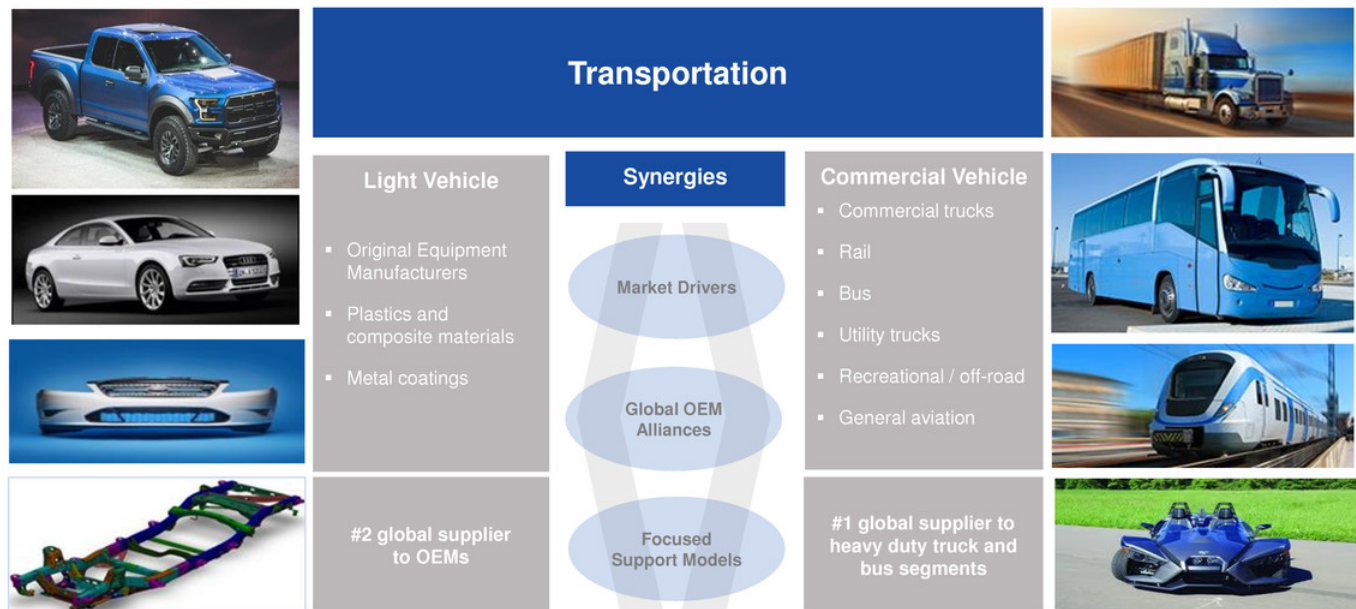 Transportation
Light Vehicle
▪ Original Equipment
Manufacturers
▪ Plastics and
composite materials
▪ Metal coatings
#2 global supplier
to OEMs
Synergies
Market Drivers
Global OEM
Alliances
Focused
Support Models
Commercial Vehicle
▪ Commercial trucks
▪ Rail
▪ Bus
▪ Utility trucks
▪ Recreational / off-road
▪ General aviation
#1 global supplier to
heavy duty truck and
bus segments